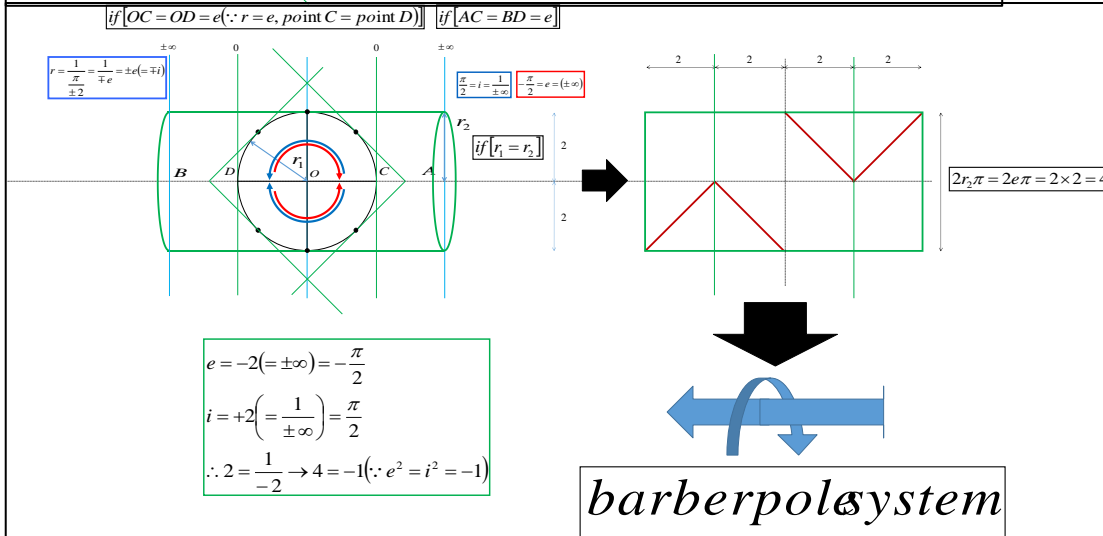 if[OC = OD = e(∵ r = e, point C = point D)] if[AC = BD = e]
±∞ 0 0 ±∞
r = 1/(π/±2) = 1/∓e = ±e(= ∓i)
π/2 = i = 1/±∞
-π/2 = e = (±∞)
2 2 2 2
r₂
if[r₁ = r₂]
2
B D r₁ O C A
2
2r₂π = 2eπ = 2×2 = 4
e = -2(= ±∞) = -π/2
i = +2(= 1/±∞) = π/2
∴ 2 = 1/-2 → 4 = -1(∵ e² = i² = -1)
barberpolesystem